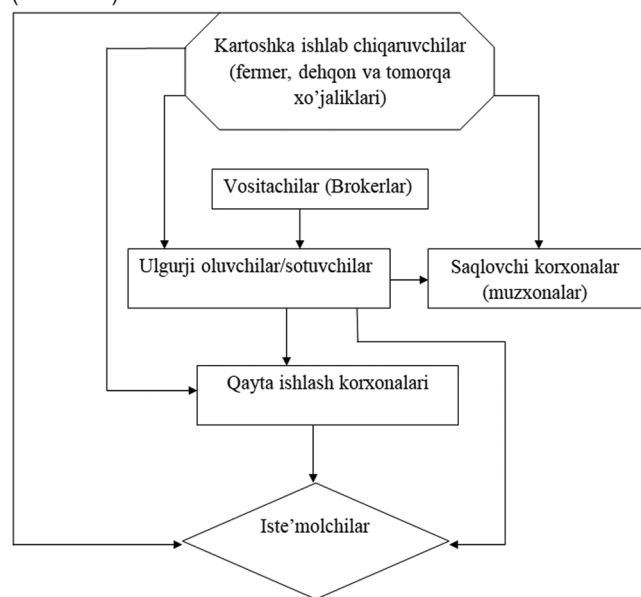 Kartoshka ishlab chiqaruvchilar
(fermer, dehqon va tomorqa
xo’jaliklari)
Vositachilar (Brokerlar)
Ulgurji oluvchilar/sotuvchilar
Saqlovchi korxonalar
(muzxonalar)
Qayta ishlash korxonalari
Iste’molchilar